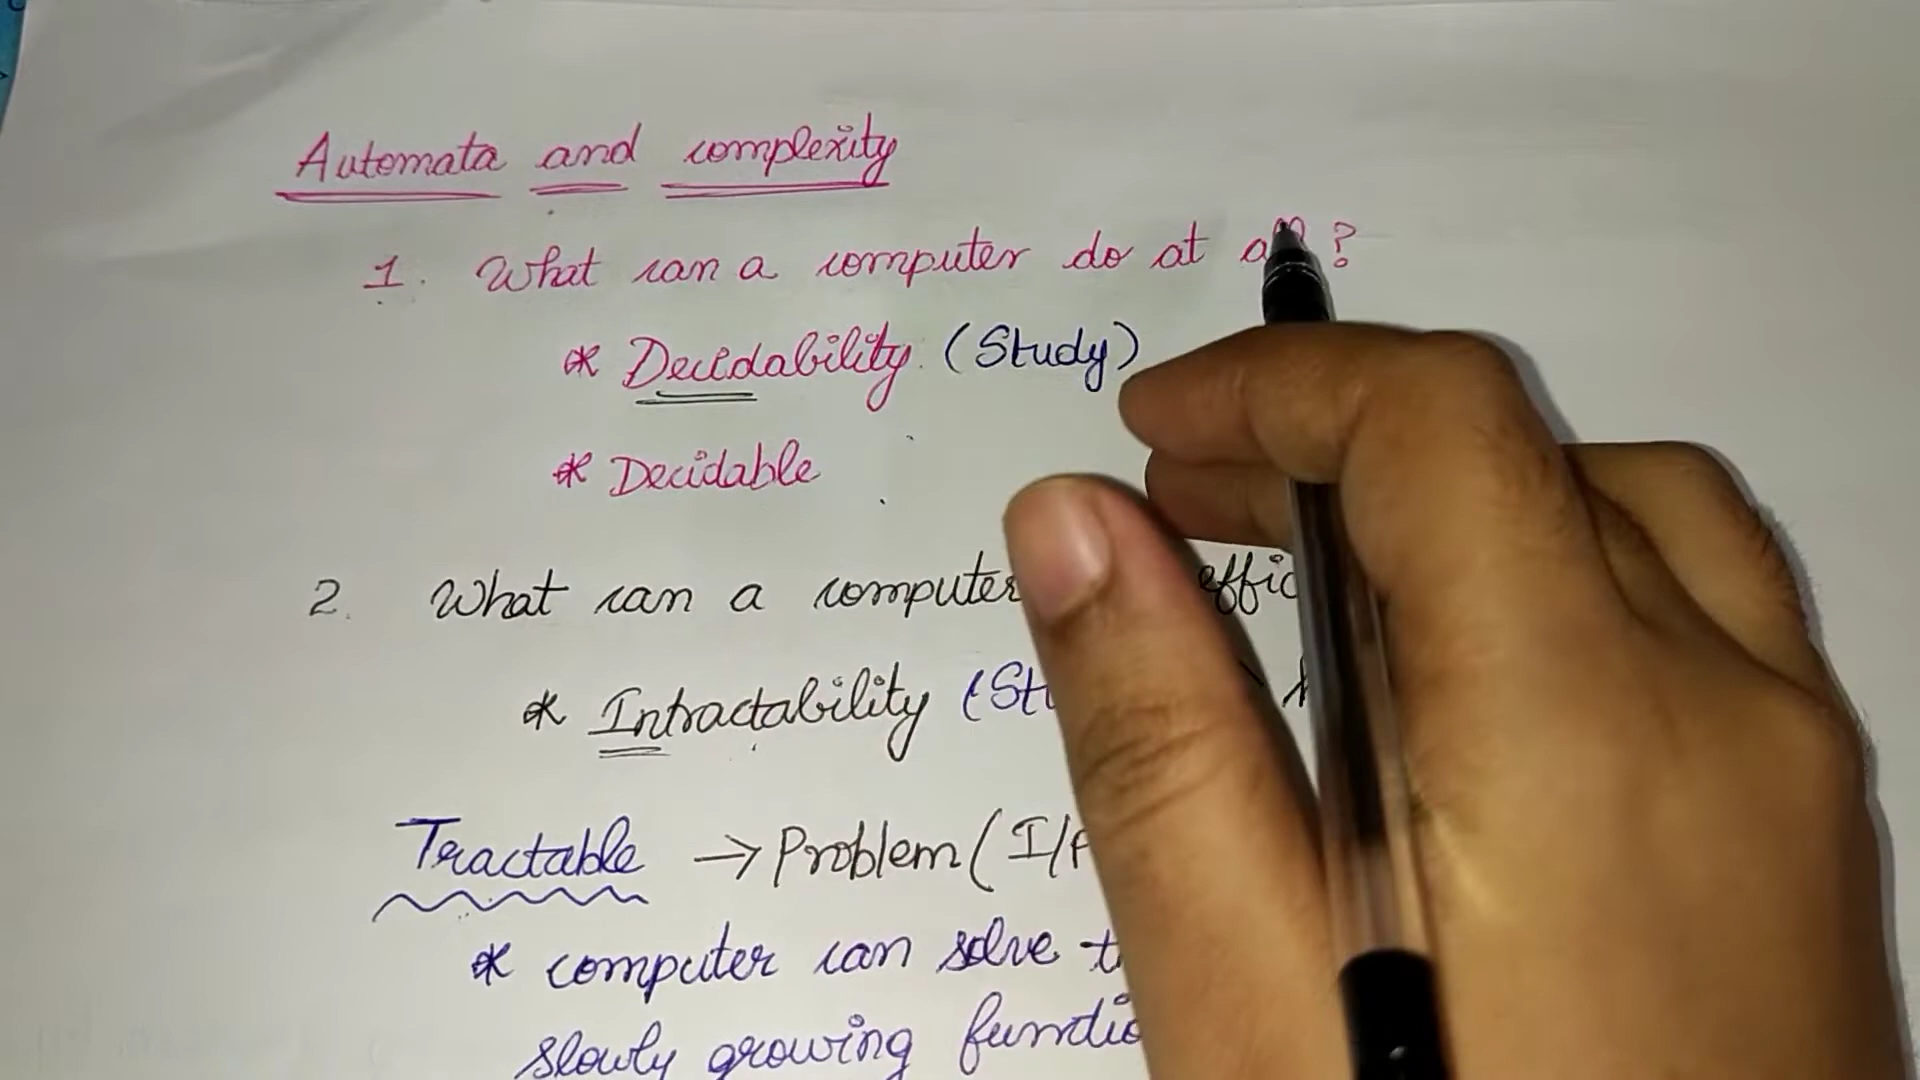 Automata and complexity
1. What can a computer do at all ?
* Decidability (Study)
* Decidable
2. What can a computer
* Intractability
Tractable → Problem (
* computer can solve
slowly growing